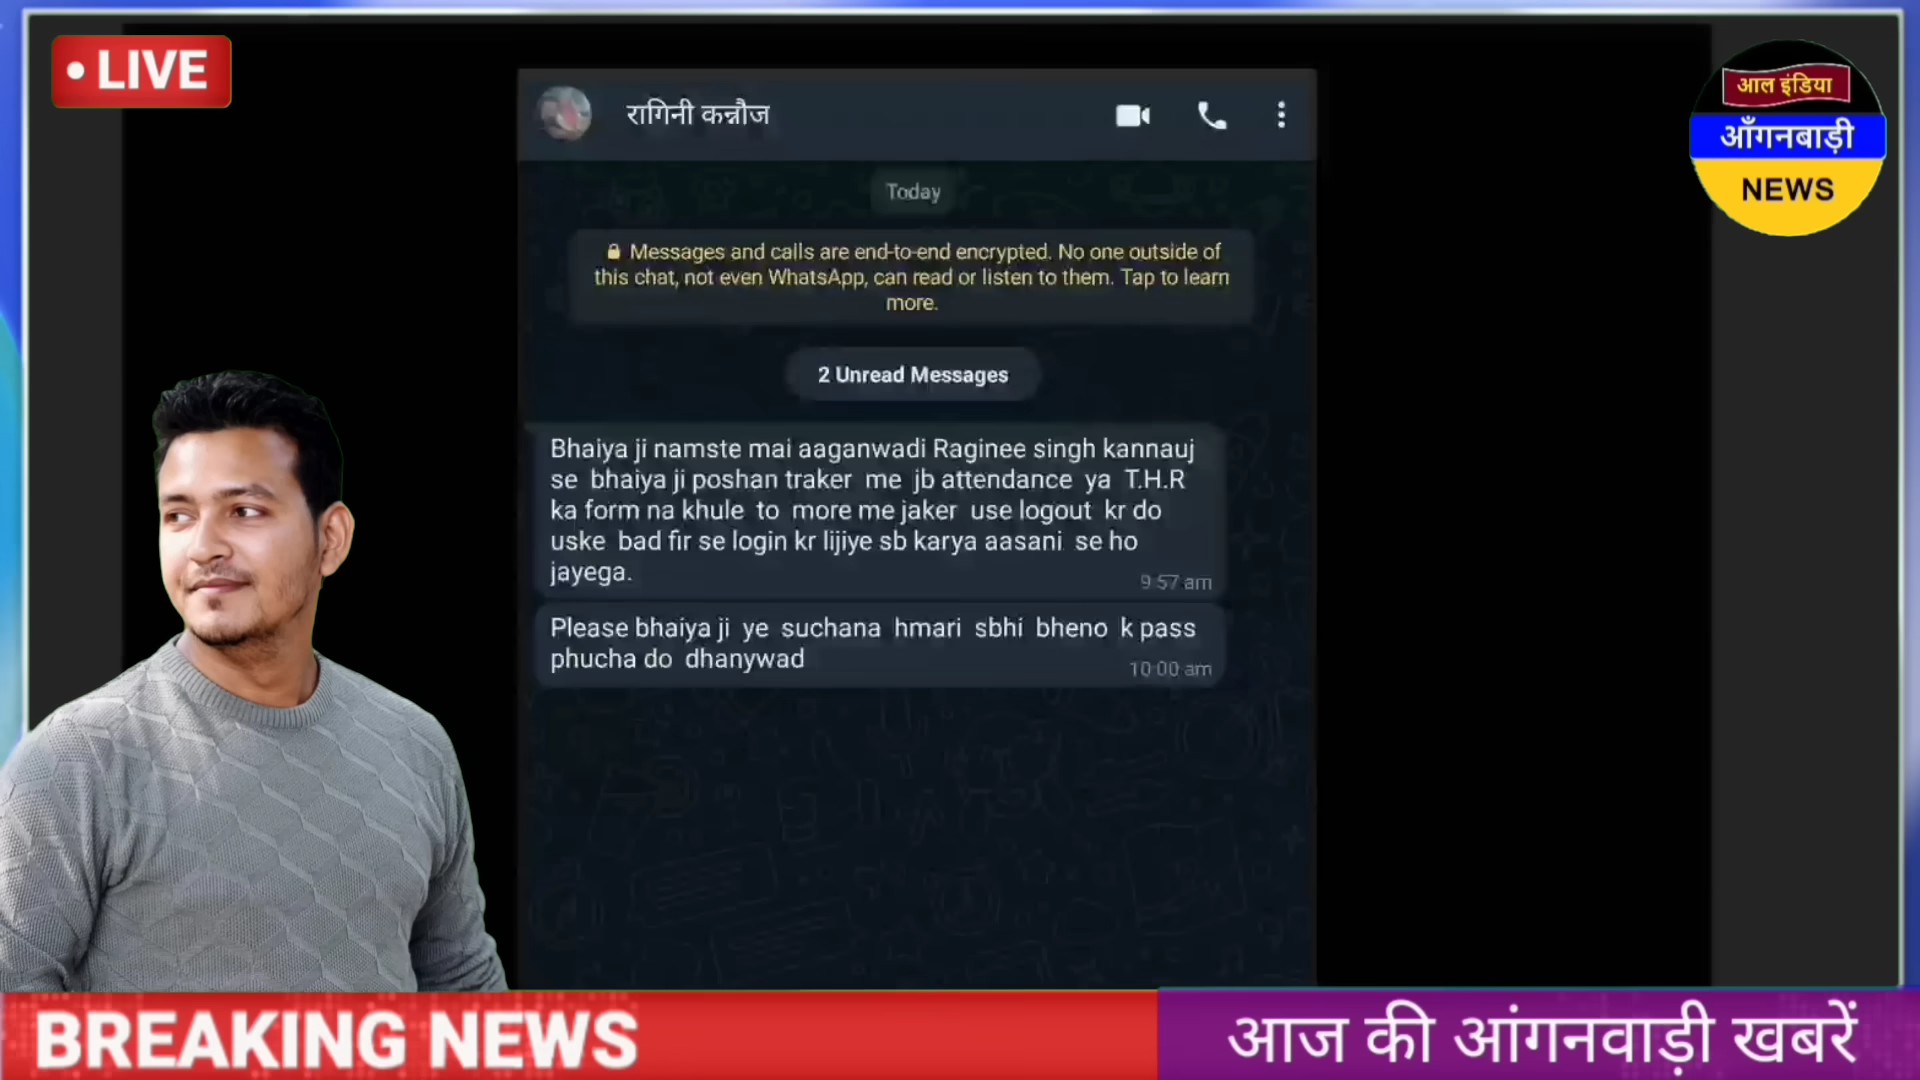 • LIVE
रागिनी कन्नौज
आल इंडिया
आँगनबाड़ी
NEWS
Today
Messages and calls are end-to-end encrypted. No one outside of
this chat, not even WhatsApp, can read or listen to them. Tap to learn
more.
2 Unread Messages
Bhaiya ji namste mai aaganwadi Raginee singh kannauj
se bhaiya ji poshan traker me jb attendance ya T.H.R
ka form na khule to more me jaker use logout kr do
uske bad fir se login kr lijiye sb karya aasani se ho
jayega.
9:57 am
Please bhaiya ji ye suchana hmari sbhi bheno k pass
phucha do dhanywad
10:00 am
BREAKING NEWS
आज की आंगनवाड़ी खबरें